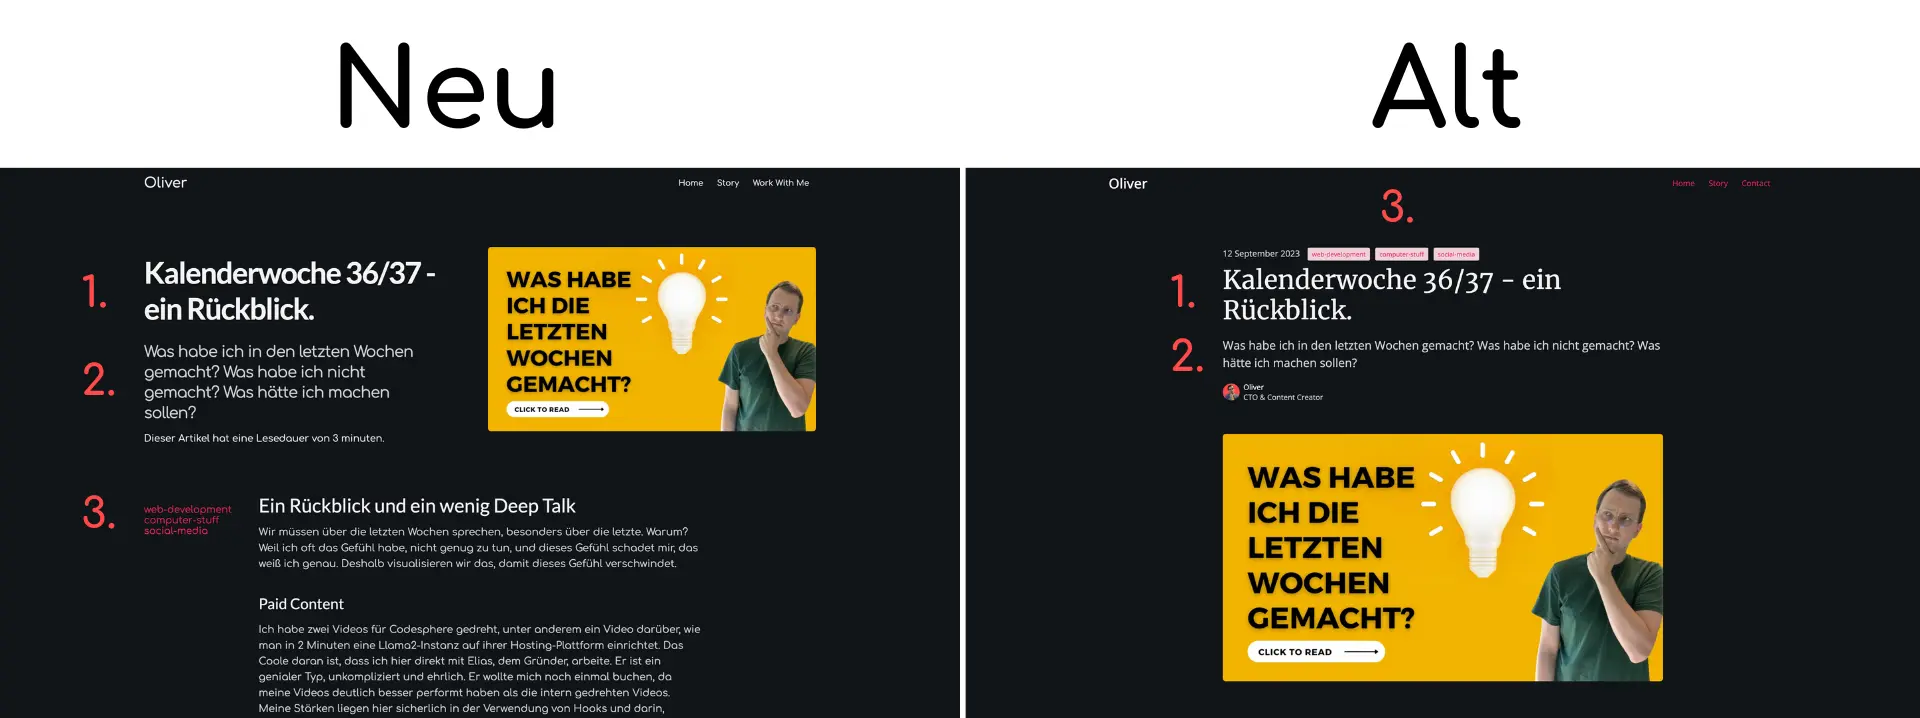 Neu
Alt
Oliver
Home Story Work With Me
1.
Kalenderwoche 36/37 -
ein Rückblick.
2.
Was habe ich in den letzten Wochen
gemacht? Was habe ich nicht
gemacht? Was hätte ich machen
sollen?
Dieser Artikel hat eine Lesedauer von 3 minuten.
WAS HABE
ICH DIE
LETZTEN
WOCHEN
GEMACHT?
CLICK TO READ
3.
web-development
computer-stuff
social-media
Ein Rückblick und ein wenig Deep Talk
Wir müssen über die letzten Wochen sprechen, besonders über die letzte. Warum?
Weil ich oft das Gefühl habe, nicht genug zu tun, und dieses Gefühl schadet mir, das
weiß ich genau. Deshalb visualisieren wir das, damit dieses Gefühl verschwindet.
Paid Content
Ich habe zwei Videos für Codesphere gedreht, unter anderem ein Video darüber, wie
man in 2 Minuten eine Llama2-Instanz auf ihrer Hosting-Plattform einrichtet. Das
Coole daran ist, dass ich hier direkt mit Elias, dem Gründer, arbeite. Er ist ein
genialer Typ, unkompliziert und ehrlich. Er wollte mich noch einmal buchen, da
meine Videos deutlich besser performt haben als die intern gedrehten Videos.
Meine Stärken liegen hier sicherlich in der Verwendung von Hooks und darin,
Oliver
Home Story Contact
3.
12 September 2023 web-development computer-stuff social-media
1.
Kalenderwoche 36/37 - ein
Rückblick.
2.
Was habe ich in den letzten Wochen gemacht? Was habe ich nicht gemacht? Was
hätte ich machen sollen?
Oliver
CTO & Content Creator
WAS HABE
ICH DIE
LETZTEN
WOCHEN
GEMACHT?
CLICK TO READ